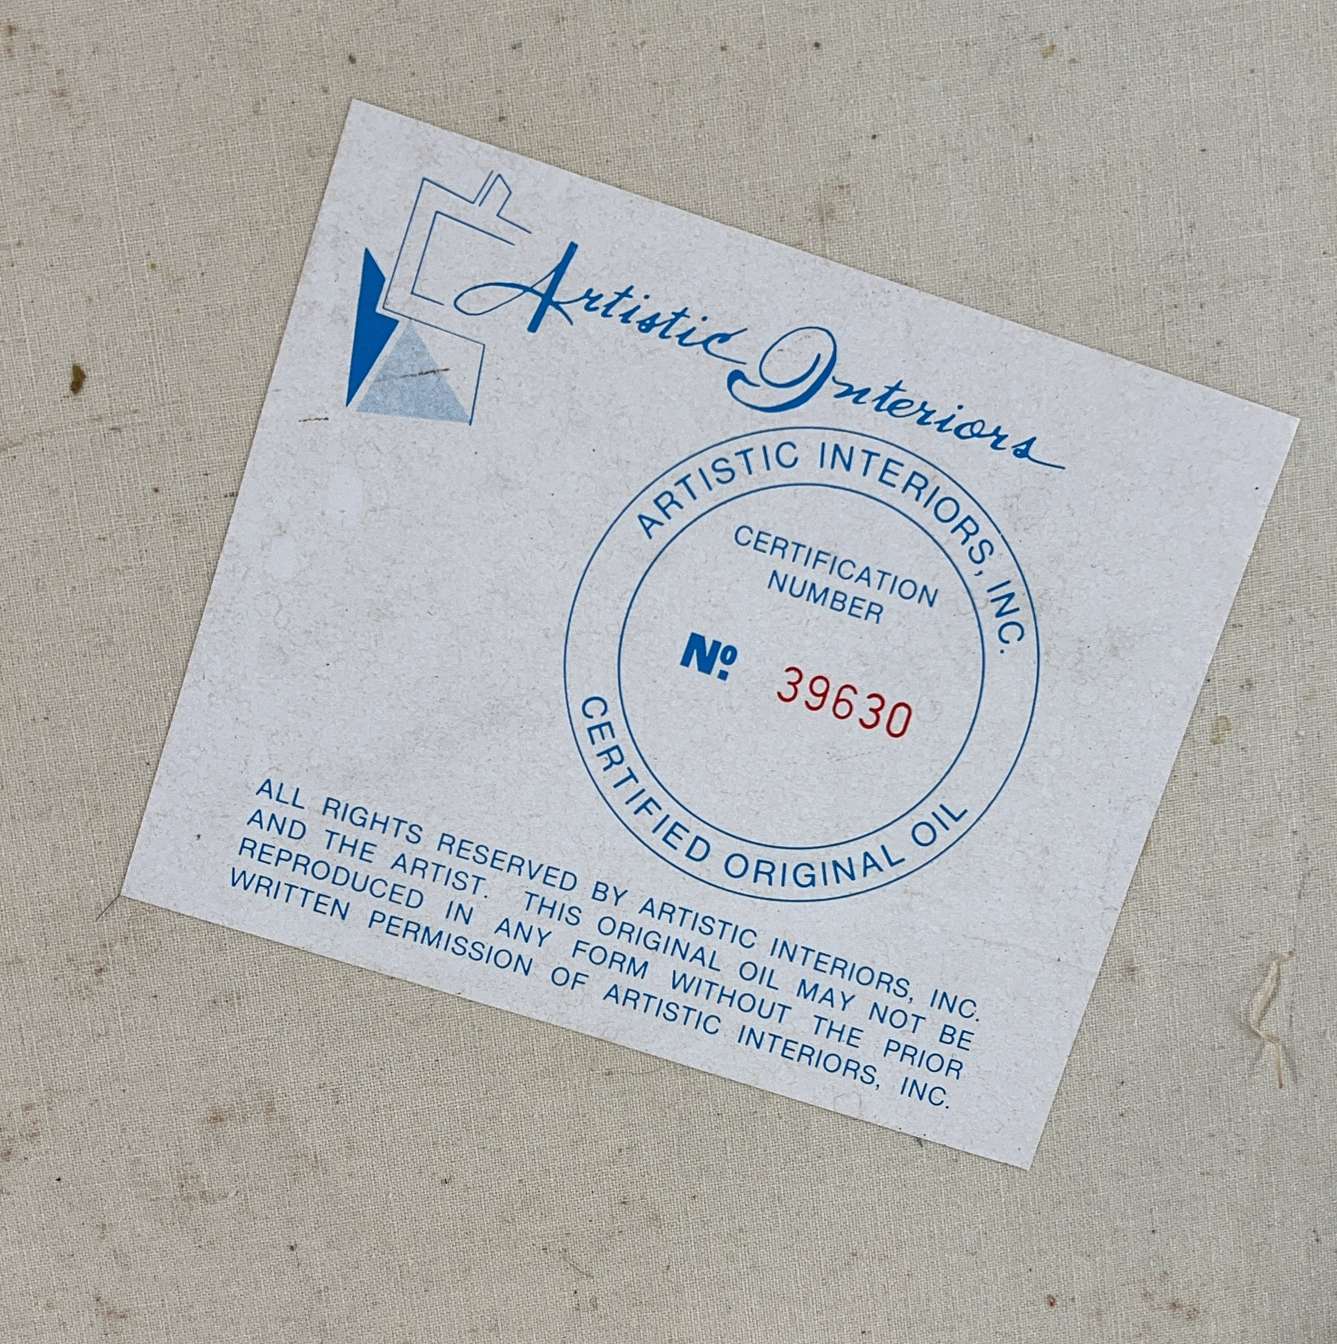 Artistic Interiors
ARTISTIC INTERIORS, INC.
CERTIFICATION
NUMBER
Nº. 39630
CERTIFIED ORIGINAL OIL
ALL RIGHTS RESERVED BY ARTISTIC INTERIORS, INC.
AND THE ARTIST. THIS ORIGINAL OIL MAY NOT BE
REPRODUCED IN ANY FORM WITHOUT THE PRIOR
WRITTEN PERMISSION OF ARTISTIC INTERIORS, INC.